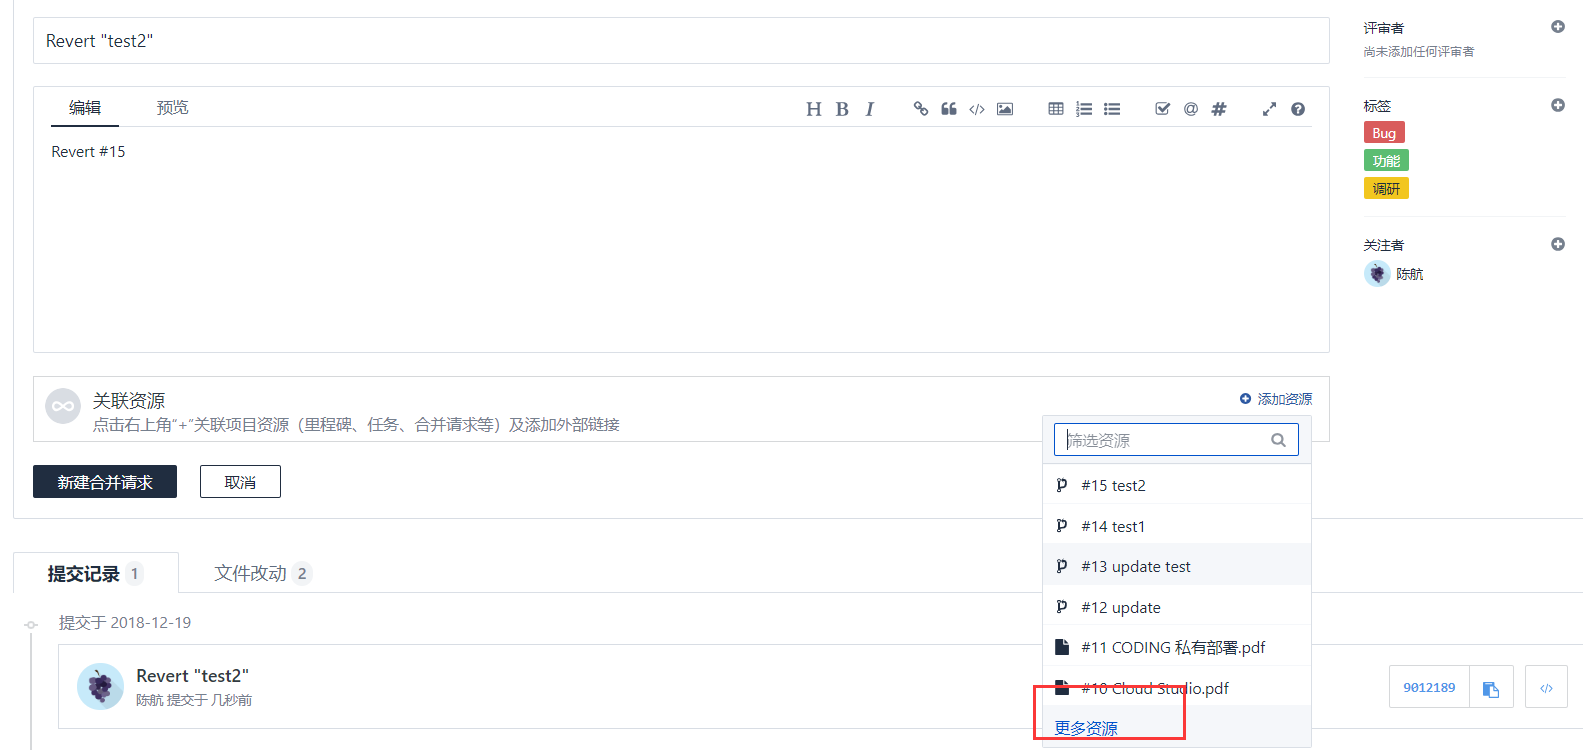 Revert "test2"
编辑
预览
H B I
Revert #15
关联资源
点击右上角“+”关联项目资源（里程碑、任务、合并请求等）及添加外部链接
添加资源
筛选资源
#15 test2
#14 test1
#13 update test
#12 update
#11 CODING 私有部署.pdf
#10 Cloud Studio.pdf
更多资源
新建合并请求
取消
评审者
尚未添加任何评审者
标签
Bug
功能
调研
关注者
陈航
提交记录 1
文件改动 2
提交于 2018-12-19
Revert "test2"
陈航 提交于 几秒前
9012189